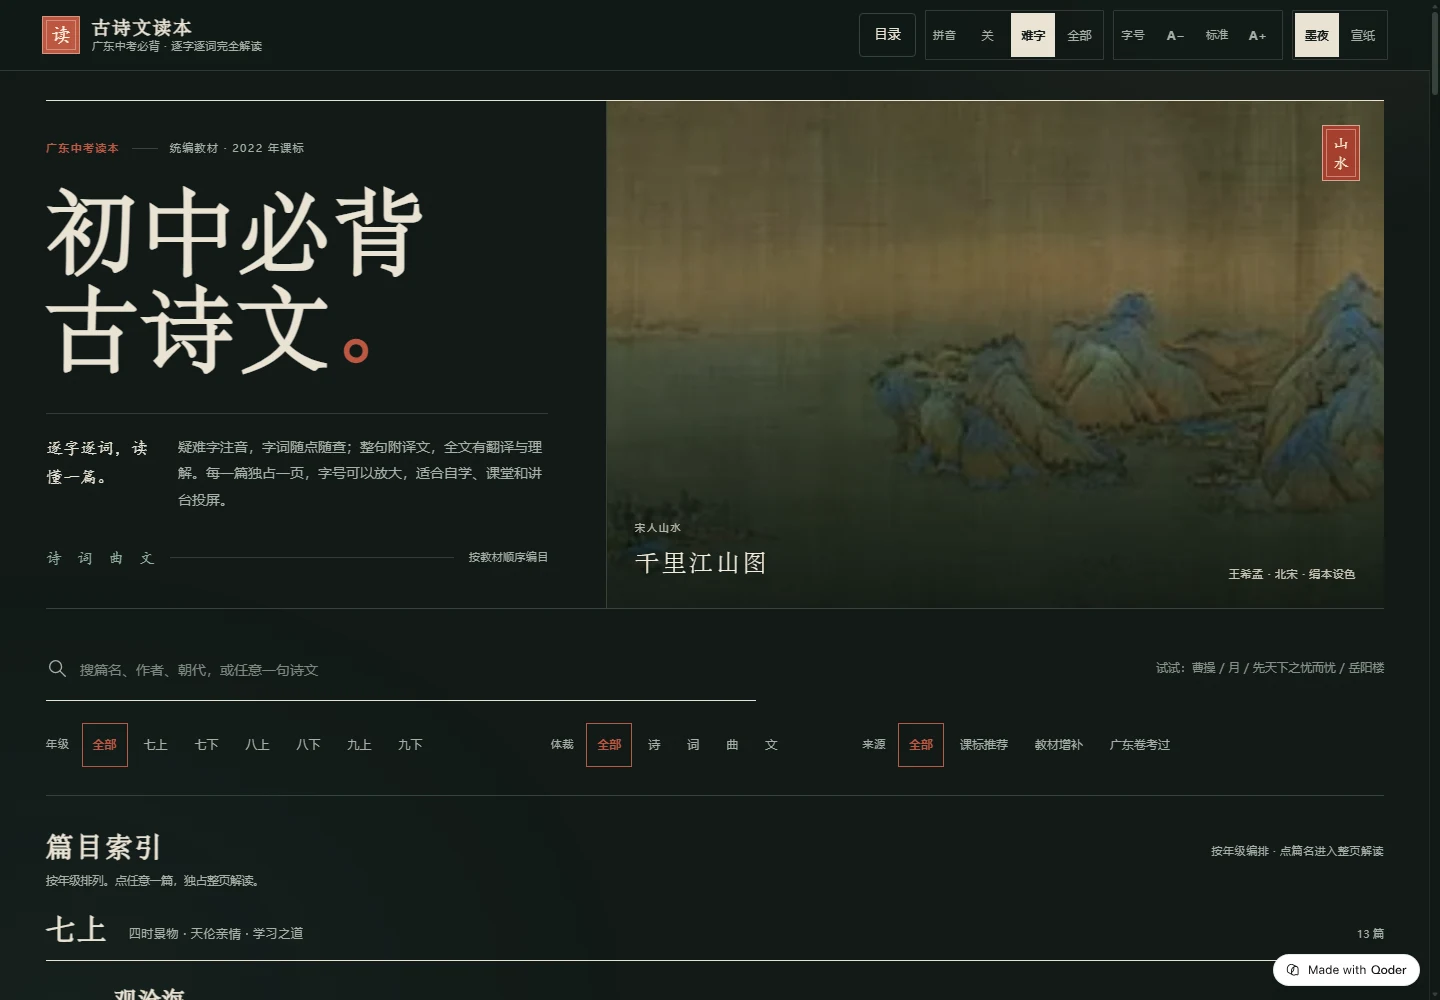 读
古诗文读本
广东中考必背 · 逐字逐词完全解读
目录
拼音 关 难字 全部
字号 A− 标准 A+
墨夜 宣纸
广东中考读本 统编教材 · 2022 年课标
初中必背
古诗文。
逐字逐词，读
懂一篇。
疑难字注音，字词随点随查；整句附译文，全文有翻译与理
解。每一篇独占一页，字号可以放大，适合自学、课堂和讲
台投屏。
诗 词 曲 文 按教材顺序编目
山
水
宋人山水
千里江山图
王希孟 · 北宋 · 绢本设色
搜篇名、作者、朝代，或任意一句诗文
试试：曹操 / 月 / 先天下之忧而忧 / 岳阳楼
年级 全部 七上 七下 八上 八下 九上 九下
体裁 全部 诗 词 曲 文
来源 全部 课标推荐 教材增补 广东卷考过
篇目索引
按年级编排 · 点篇名进入整页解读
按年级排列。点任意一篇，独占整页解读。
七上 四时景物 · 天伦亲情 · 学习之道 13 篇
Made with Qoder
观沧海